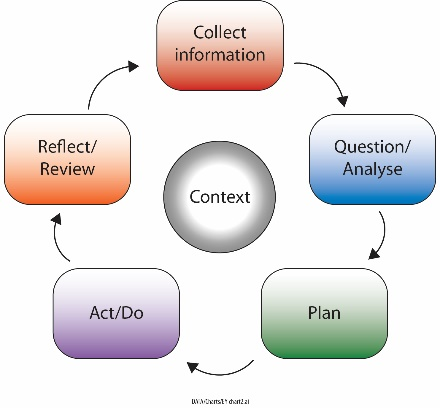 Collect
information
Question/
Analyse
Plan
Act/Do
Reflect/
Review
Context